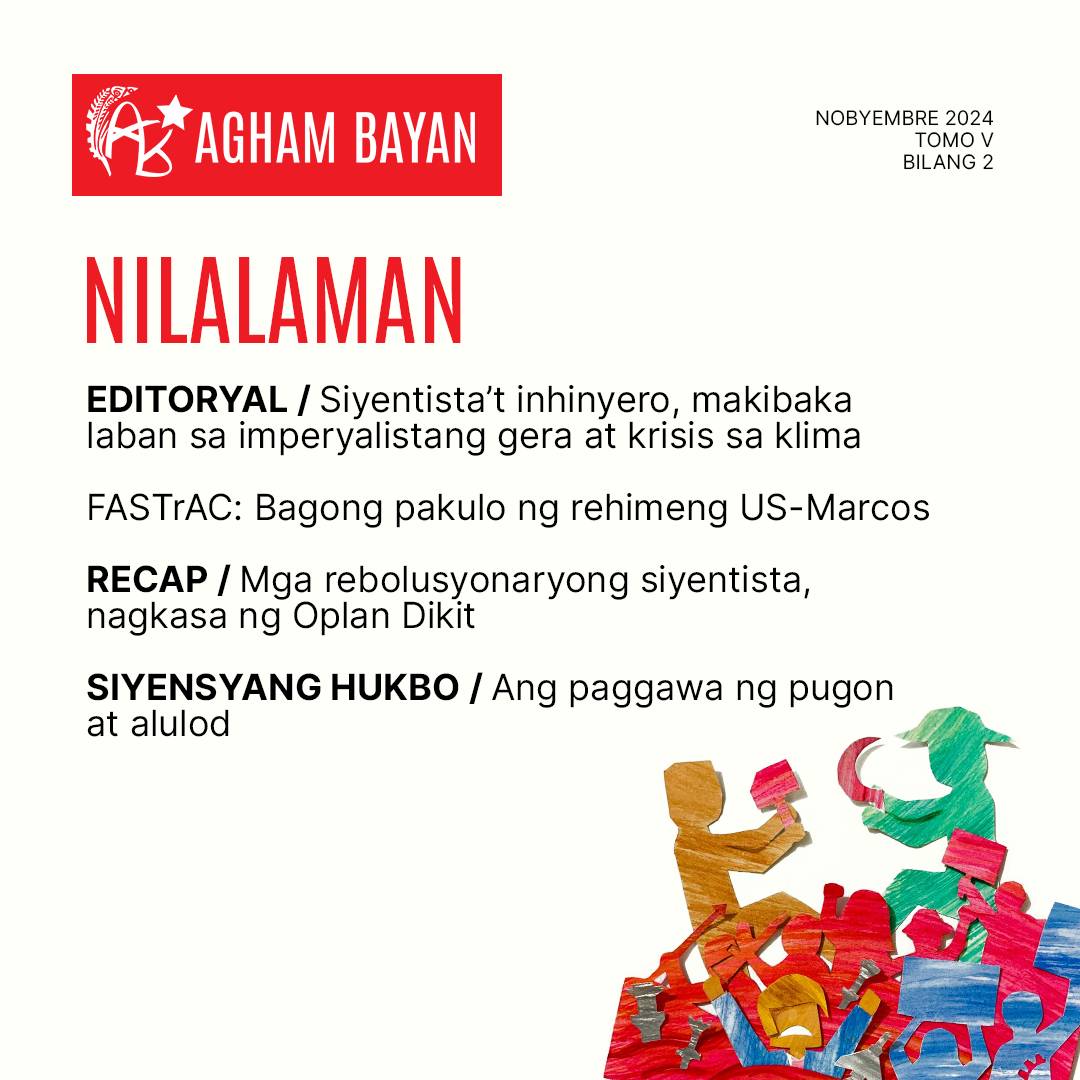 AB AGHAM BAYAN
NOBYEMBRE 2024
TOMO V
BILANG 2
NILALAMAN
EDITORYAL / Siyentista’t inhinyero, makibaka
laban sa imperyalistang gera at krisis sa klima
FASTrAC: Bagong pakulo ng rehimeng US-Marcos
RECAP / Mga rebolusyonaryong siyentista,
nagkasa ng Oplan Dikit
SIYENSYANG HUKBO / Ang paggawa ng pugon
at alulod